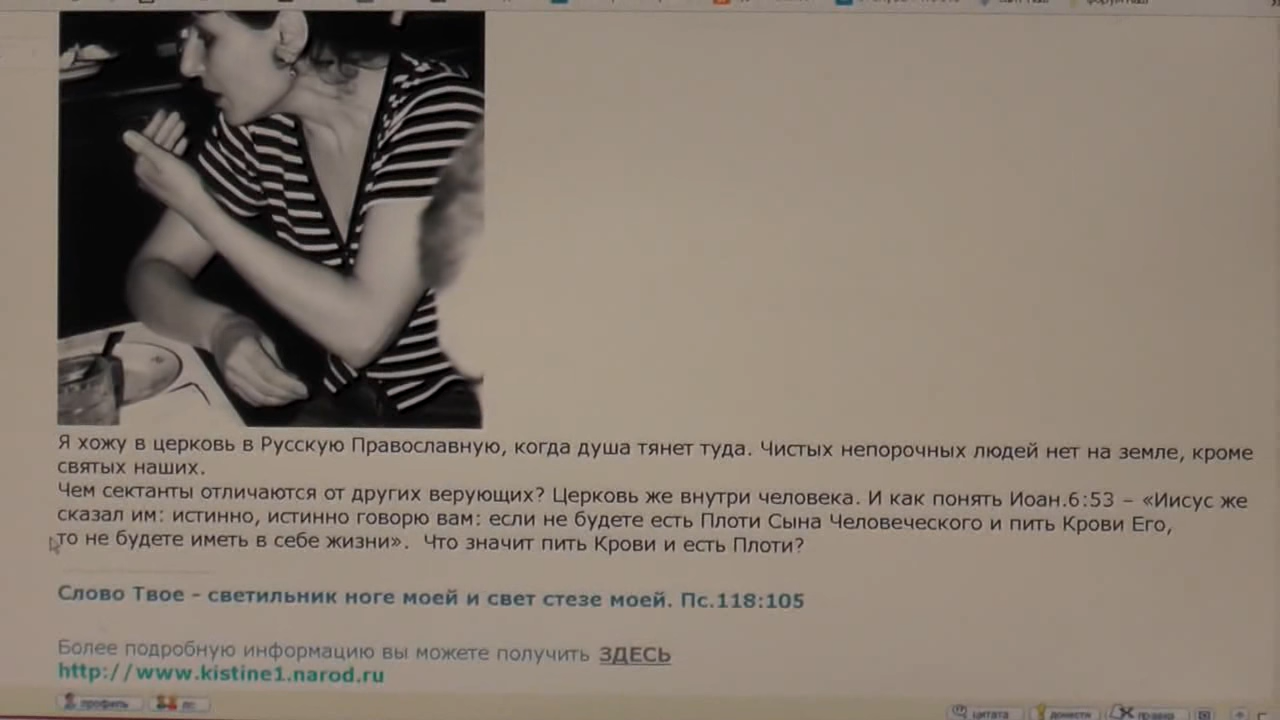 Я хожу в церковь в Русскую Православную, когда душа тянет туда. Чистых непорочных людей нет на земле, кроме
святых наших.
Чем сектанты отличаются от других верующих? Церковь же внутри человека. И как понять Иоан.6:53 – «Иисус же
сказал им: истинно, истинно говорю вам: если не будете есть Плоти Сына Человеческого и пить Крови Его,
то не будете иметь в себе жизни».  Что значит пить Крови и есть Плоти?
Слово Твое - светильник ноге моей и свет стезе моей. Пс.118:105
Более подробную информацию вы можете получить ЗДЕСЬ
http://www.kistine1.narod.ru
профиль лс цитата